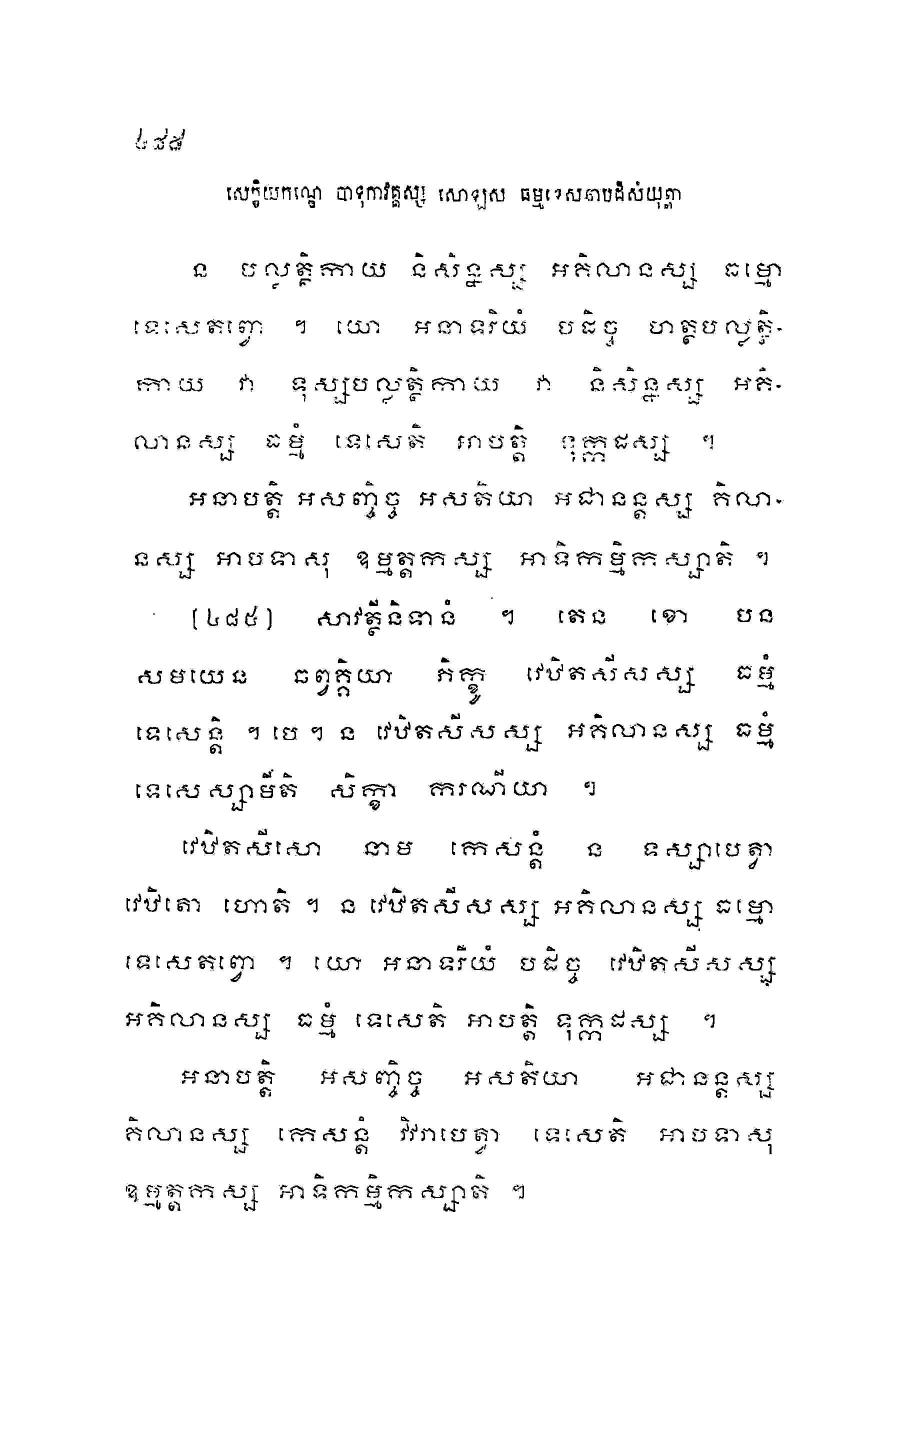 ៤៨៥
សេក្ខិយកណ្ឌេ បាទុកាវគ្គស្ស សោឡស ធម្មទេសនាបដិសំយុត្តា
ន បល្លត្ថិកាយ និសិន្នស្ស អគិលានស្ស ធម្មោ
ទេសេតព្វោ ។ យោ អនាទរិយំ បដិច្ច ហត្ថបល្លត្ថិ-
កាយ វា ទុស្សបល្លត្ថិកាយ វា និសិន្នស្ស អគិ-
លានស្ស ធម្មំ ទេសេតិ អាបត្តិ ទុក្កដស្ស ។
អនាបត្តិ អសញ្ចិច្ច អសតិយា អជានន្តស្ស គិលា-
នស្ស អាបទាសុ ឧម្មត្តកស្ស អាទិកម្មិកស្សាតិ ។
(៤៨៥) សាវត្ថីនិទានំ ។ តេន ខោ បន
សមយេន ឆព្វគ្គិយា ភិក្ខូ វេឋិតសីសស្ស ធម្មំ
ទេសេន្តិ ។ បេ ។ ន វេឋិតសីសស្ស អគិលានស្ស ធម្មំ
ទេសេស្សាមីតិ សិក្ខា ករណីយា ។
វេឋិតសីសោ នាម កេសន្តំ ន ទស្សាបេត្វា
វេឋិតោ ហោតិ ។ ន វេឋិតសីសស្ស អគិលានស្ស ធម្មោ
ទេសេតព្វោ ។ យោ អនាទរិយំ បដិច្ច វេឋិតសីសស្ស
អគិលានស្ស ធម្មំ ទេសេតិ អាបត្តិ ទុក្កដស្ស ។
អនាបត្តិ អសញ្ចិច្ច អសតិយា អជានន្តស្ស
គិលានស្ស កេសន្តំ វិវរាបេត្វា ទេសេតិ អាបទាសុ
ឧម្មត្តកស្ស អាទិកម្មិកស្សាតិ ។